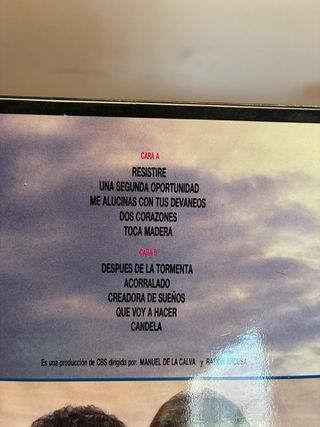 CARA A
RESISTIRE
UNA SEGUNDA OPORTUNIDAD
ME ALUCINAS CON TUS DEVANEOS
DOS CORAZONES
TOCA MADERA
CARA B
DESPUES DE LA TORMENTA
ACORRALADO
CREADORA DE SUEÑOS
QUE VOY A HACER
CANDELA
Es una producción de CBS dirigida por: MANUEL DE LA CALVA y RAMON ARCUSA